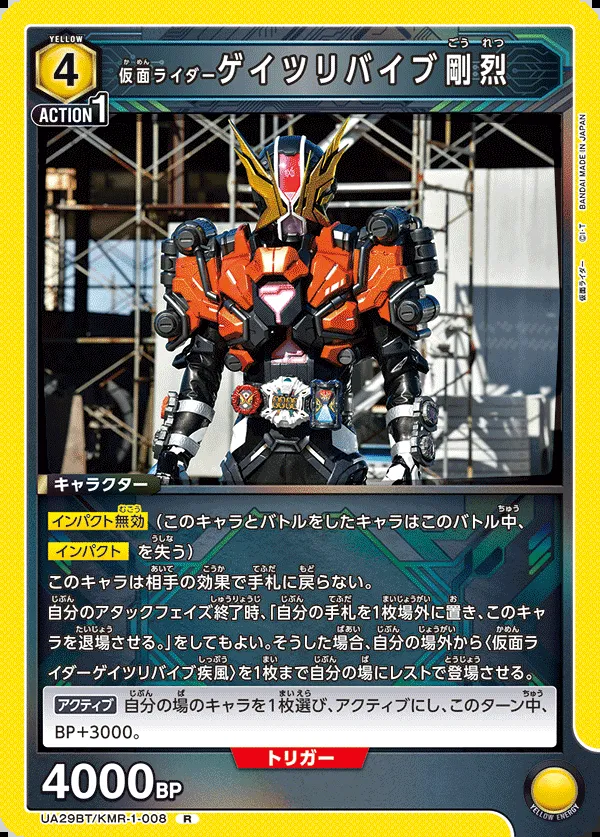 YELLOW
4
ACTION1
仮面ライダーゲイツリバイブ剛烈
かめん
ごうれつ
仮面ライダー ©I・T BANDAI MADE IN JAPAN
キャラクター
インパクト無効(このキャラとバトルをしたキャラはこのバトル中、
インパクト を失う)
このキャラは相手の効果で手札に戻らない。
自分のアタックフェイズ終了時、「自分の手札を1枚場外に置き、このキャ
ラを退場させる。」をしてもよい。そうした場合、自分の場外から〈仮面ラ
イダーゲイツリバイブ疾風〉を1枚まで自分の場にレストで登場させる。
アクティブ 自分の場のキャラを1枚選び、アクティブにし、このターン中、
BP+3000。
トリガー
4000BP
YELLOW ENERGY
UA29BT/KMR-1-008 R